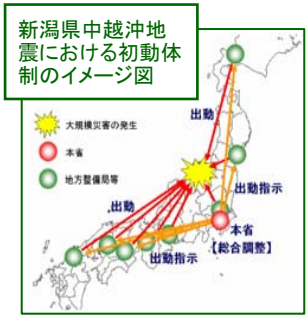 新潟県中越沖地
震における初動体
制のイメージ図
大規模災害の発生
本省
地方整備局等
出動
出動
出動指示
出動指示
本省
【総合調整】